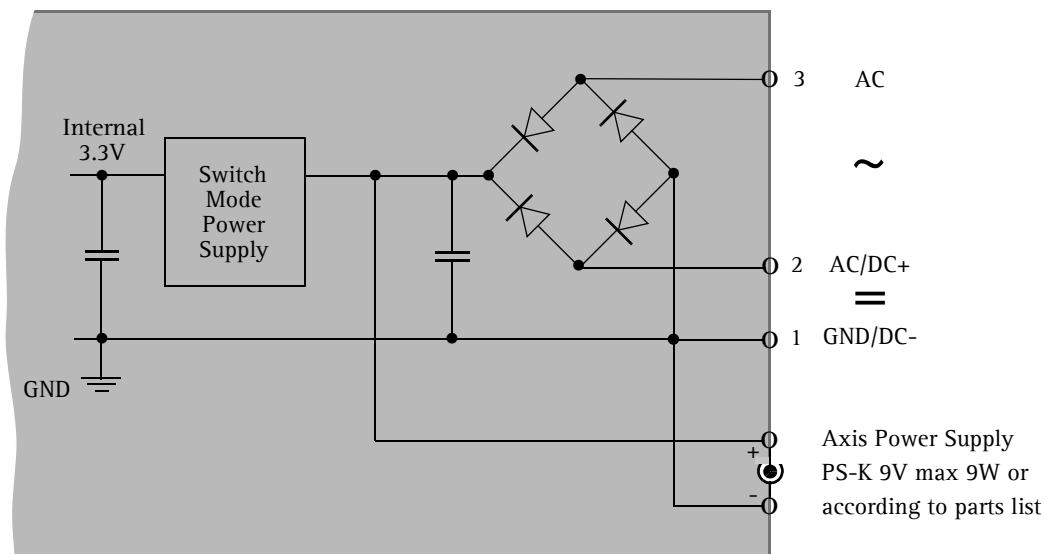 3 AC
Internal
3.3V
Switch
Mode
Power
Supply
~
2 AC/DC+
=
1 GND/DC-
GND
+
-
Axis Power Supply
PS-K 9V max 9W or
according to parts list